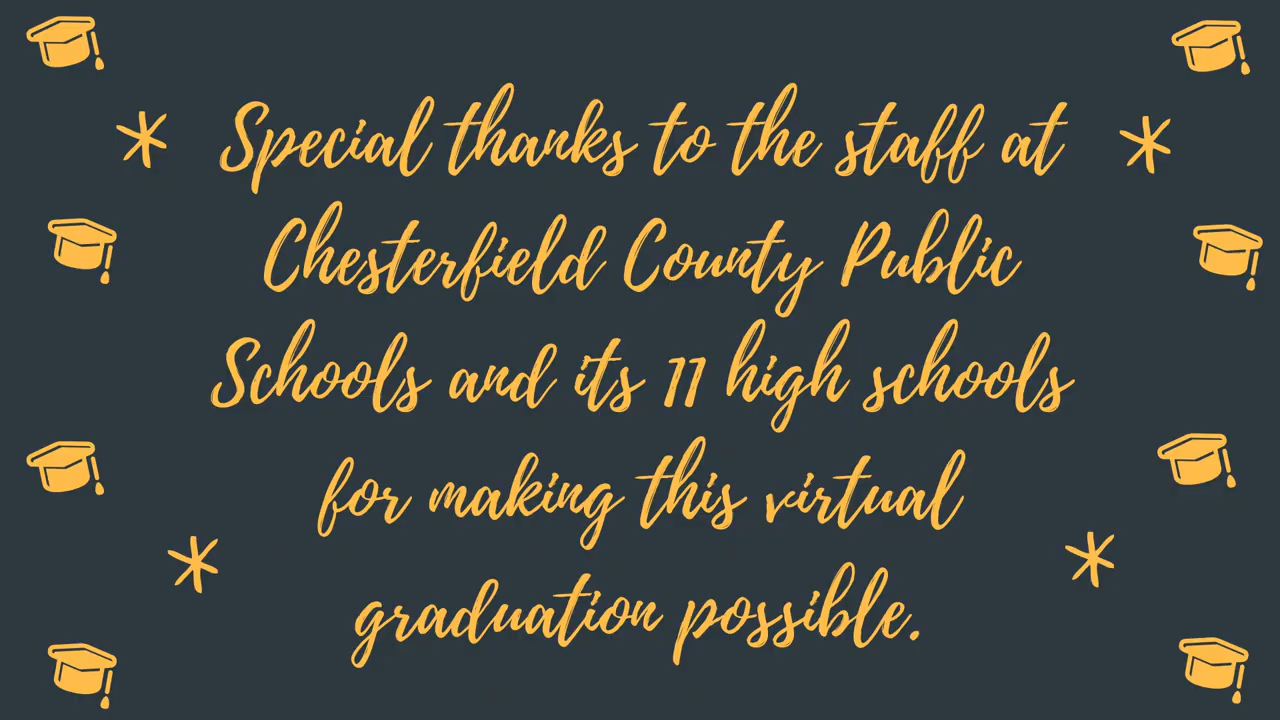 Special thanks to the staff at
Chesterfield County Public
Schools and its 11 high schools
for making this virtual
graduation possible.